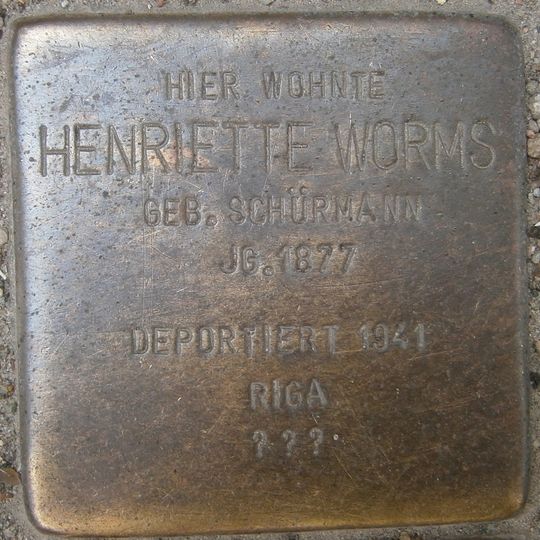 HIER WOHNTE
HENRIETTE WORMS
GEB. SCHÜRMANN
JG. 1877
DEPORTIERT 1941
RIGA
? ? ?